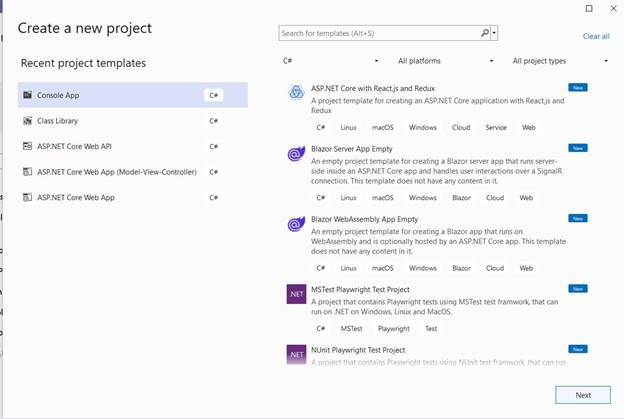 Create a new project
Search for templates (Alt+S)
Clear all
Recent project templates
C#
All platforms
All project types
Console App
C#
Class Library
C#
ASP.NET Core Web API
C#
ASP.NET Core Web App (Model-View-Controller)
C#
ASP.NET Core Web App
C#
ASP.NET Core with React.js and Redux
New
A project template for creating an ASP.NET Core application with React.js and
Redux
C# Linux macOS Windows Cloud Service Web
Blazor Server App Empty
New
An empty project template for creating a Blazor server app that runs server-
side inside an ASP.NET Core app and handles user interactions over a SignalR
connection. This template does not have any content in it.
C# Linux macOS Windows Blazor Cloud Web
Blazor WebAssembly App Empty
New
An empty project template for creating a Blazor app that runs on
WebAssembly and is optionally hosted by an ASP.NET Core app. This template
does not have any content in it.
C# Linux macOS Windows Blazor Cloud Web
.NET
MSTest Playwright Test Project
New
A project that contains Playwright tests using MSTest test framwork, that can
run on .NET on Windows, Linux and MacOS.
C# MSTest Playwright Test
.NET
NUnit Playwright Test Project
New
A project that contains Playwright tests using NUnit test framwork, that can run
Next